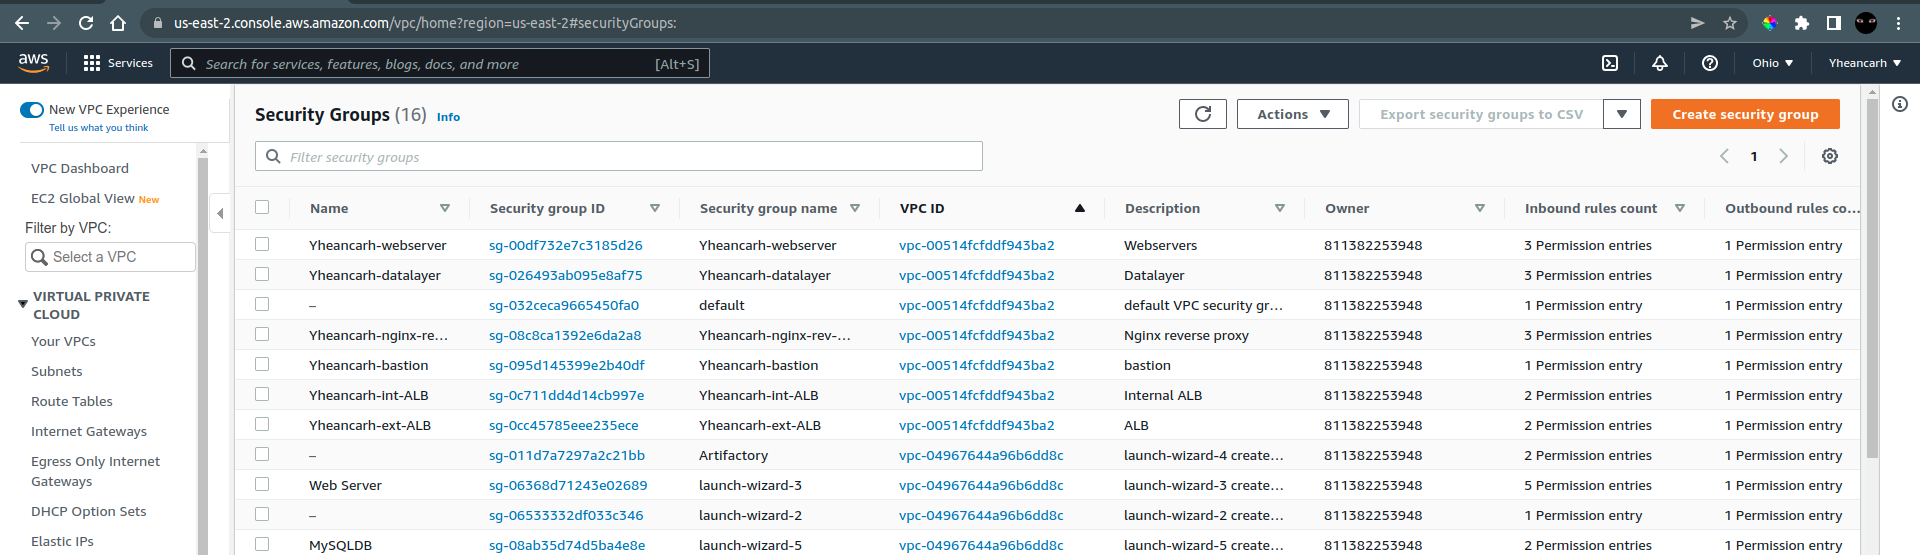 us-east-2.console.aws.amazon.com/vpc/home?region=us-east-2#securityGroups:
aws Services Search for services, features, blogs, docs, and more [Alt+S] Ohio Yheancarh
New VPC Experience
Tell us what you think
VPC Dashboard
EC2 Global View New
Filter by VPC:
Select a VPC
VIRTUAL PRIVATE
CLOUD
Your VPCs
Subnets
Route Tables
Internet Gateways
Egress Only Internet
Gateways
DHCP Option Sets
Elastic IPs
Security Groups (16) Info Actions Export security groups to CSV Create security group
Filter security groups 1
Name Security group ID Security group name VPC ID Description Owner Inbound rules count Outbound rules co...
Yheancarh-webserver sg-00df732e7c3185d26 Yheancarh-webserver vpc-00514fcfddf943ba2 Webservers 811382253948 3 Permission entries 1 Permission entry
Yheancarh-datalayer sg-026493ab095e8af75 Yheancarh-datalayer vpc-00514fcfddf943ba2 Datalayer 811382253948 3 Permission entries 1 Permission entry
– sg-032ceca9665450fa0 default vpc-00514fcfddf943ba2 default VPC security gr... 811382253948 1 Permission entry 1 Permission entry
Yheancarh-nginx-re... sg-08c8ca1392e6da2a8 Yheancarh-nginx-rev-... vpc-00514fcfddf943ba2 Nginx reverse proxy 811382253948 3 Permission entries 1 Permission entry
Yheancarh-bastion sg-095d145399e2b40df Yheancarh-bastion vpc-00514fcfddf943ba2 bastion 811382253948 1 Permission entry 1 Permission entry
Yheancarh-int-ALB sg-0c711dd4d14cb997e Yheancarh-int-ALB vpc-00514fcfddf943ba2 Internal ALB 811382253948 2 Permission entries 1 Permission entry
Yheancarh-ext-ALB sg-0cc45785eee235ece Yheancarh-ext-ALB vpc-00514fcfddf943ba2 ALB 811382253948 2 Permission entries 1 Permission entry
– sg-011d7a7297a2c21bb Artifactory vpc-04967644a96b6dd8c launch-wizard-4 create... 811382253948 2 Permission entries 1 Permission entry
Web Server sg-06368d71243e02689 launch-wizard-3 vpc-04967644a96b6dd8c launch-wizard-3 create... 811382253948 5 Permission entries 1 Permission entry
– sg-06533332df033c346 launch-wizard-2 vpc-04967644a96b6dd8c launch-wizard-2 create... 811382253948 1 Permission entry 1 Permission entry
MySQLDB sg-08ab35d74d5ba4e8e launch-wizard-5 vpc-04967644a96b6dd8c launch-wizard-5 create... 811382253948 2 Permission entries 1 Permission entry